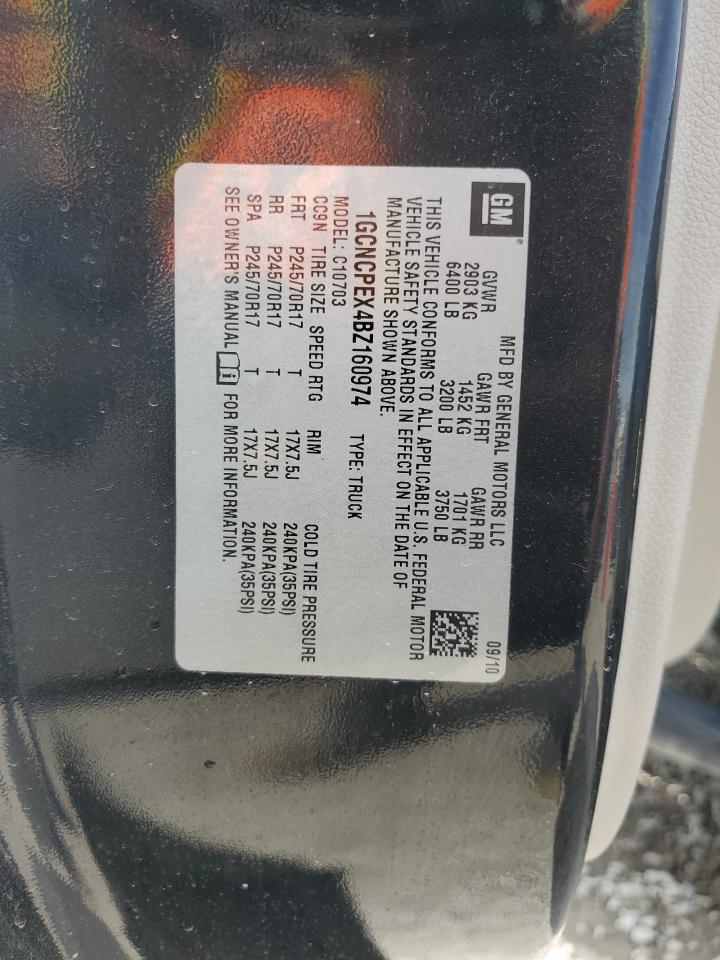 GM
MFD BY GENERAL MOTORS LLC 09/10
GVWR GAWR FRT GAWR RR
2903 KG 1452 KG 1701 KG
6400 LB 3200 LB 3750 LB
THIS VEHICLE CONFORMS TO ALL APPLICABLE U.S. FEDERAL MOTOR
VEHICLE SAFETY STANDARDS IN EFFECT ON THE DATE OF
MANUFACTURE SHOWN ABOVE.
1GCNCPEX4BZ160974 TYPE: TRUCK
MODEL: C10703
CC9N TIRE SIZE SPEED RTG RIM COLD TIRE PRESSURE
FRT P245/70R17 T 17X7.5J 240KPA(35PSI)
RR P245/70R17 T 17X7.5J 240KPA(35PSI)
SPA P245/70R17 T 17X7.5J 240KPA(35PSI)
SEE OWNER'S MANUAL FOR MORE INFORMATION.